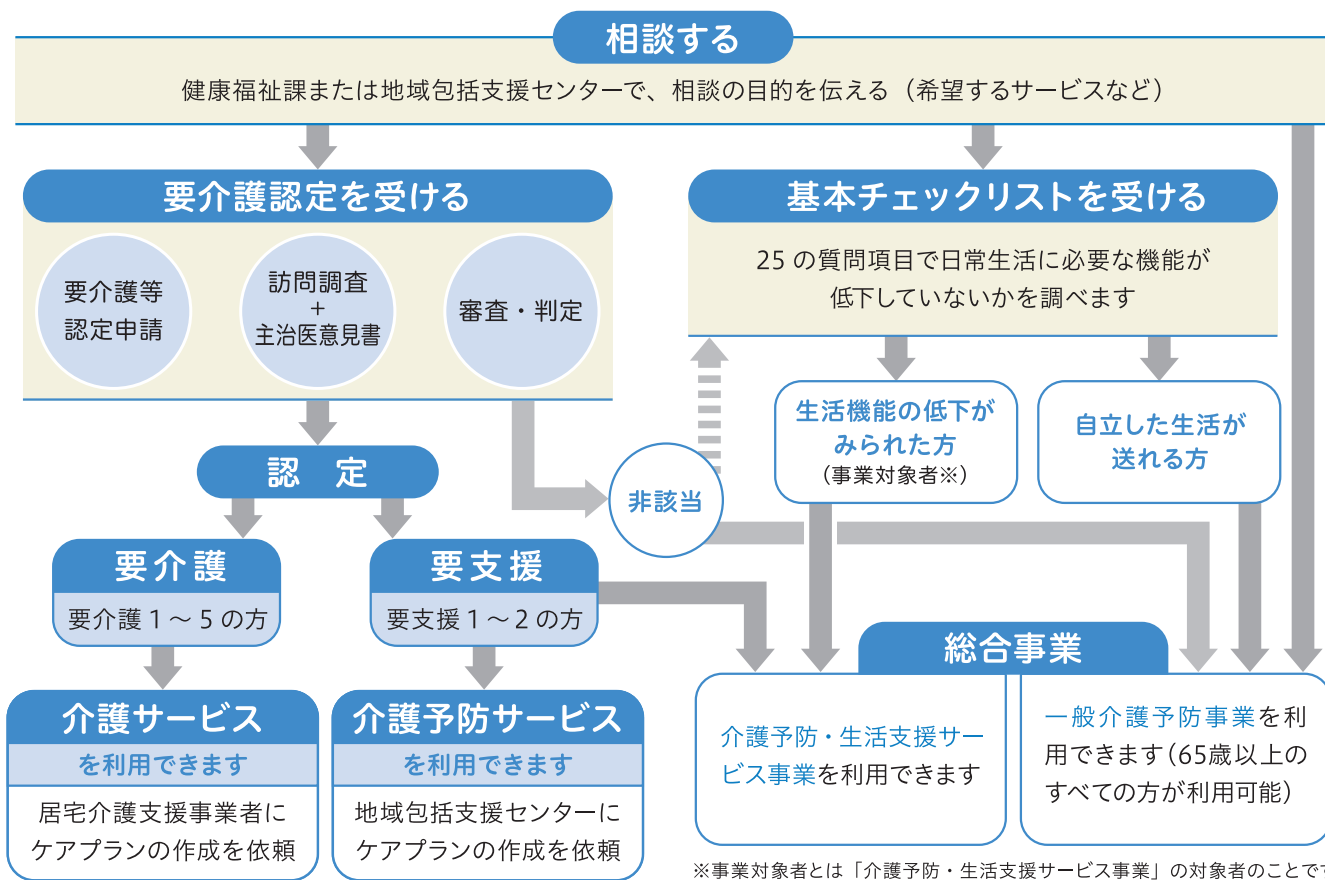 相談する
健康福祉課または地域包括支援センターで、相談の目的を伝える（希望するサービスなど）
要介護認定を受ける
要介護等
認定申請
訪問調査
+
主治医意見書
審査・判定
基本チェックリストを受ける
25の質問項目で日常生活に必要な機能が
低下していないかを調べます
生活機能の低下が
みられた方
（事業対象者※）
自立した生活が
送れる方
認　定
非該当
要介護
要介護1～5の方
要支援
要支援1～2の方
介護サービス
を利用できます
居宅介護支援事業者に
ケアプランの作成を依頼
介護予防サービス
を利用できます
地域包括支援センターに
ケアプランの作成を依頼
総合事業
介護予防・生活支援サー
ビス事業を利用できます
一般介護予防事業を利
用できます（65歳以上の
すべての方が利用可能）
※事業対象者とは「介護予防・生活支援サービス事業」の対象者のことで